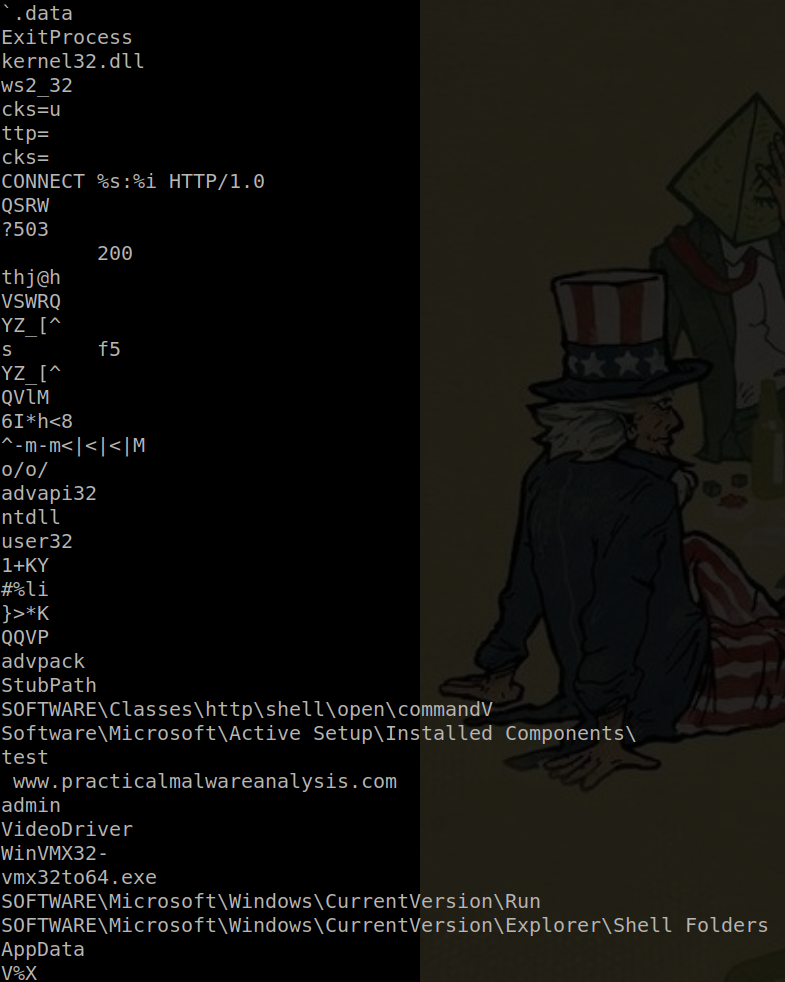 `.data
ExitProcess
kernel32.dll
ws2_32
cks=u
ttp=
cks=
CONNECT %s:%i HTTP/1.0
QSRW
?503
200
thj@h
VSWRQ
YZ_[^
s       f5
YZ_[^
QVlM
6I*h<8
^-m-m<|<|<|M
o/o/
advapi32
ntdll
user32
1+KY
#%li
}>*K
QQVP
advpack
StubPath
SOFTWARE\Classes\http\shell\open\commandV
Software\Microsoft\Active Setup\Installed Components\
test
www.practicalmalwareanalysis.com
admin
VideoDriver
WinVMX32-
vmx32to64.exe
SOFTWARE\Microsoft\Windows\CurrentVersion\Run
SOFTWARE\Microsoft\Windows\CurrentVersion\Explorer\Shell Folders
AppData
V%X